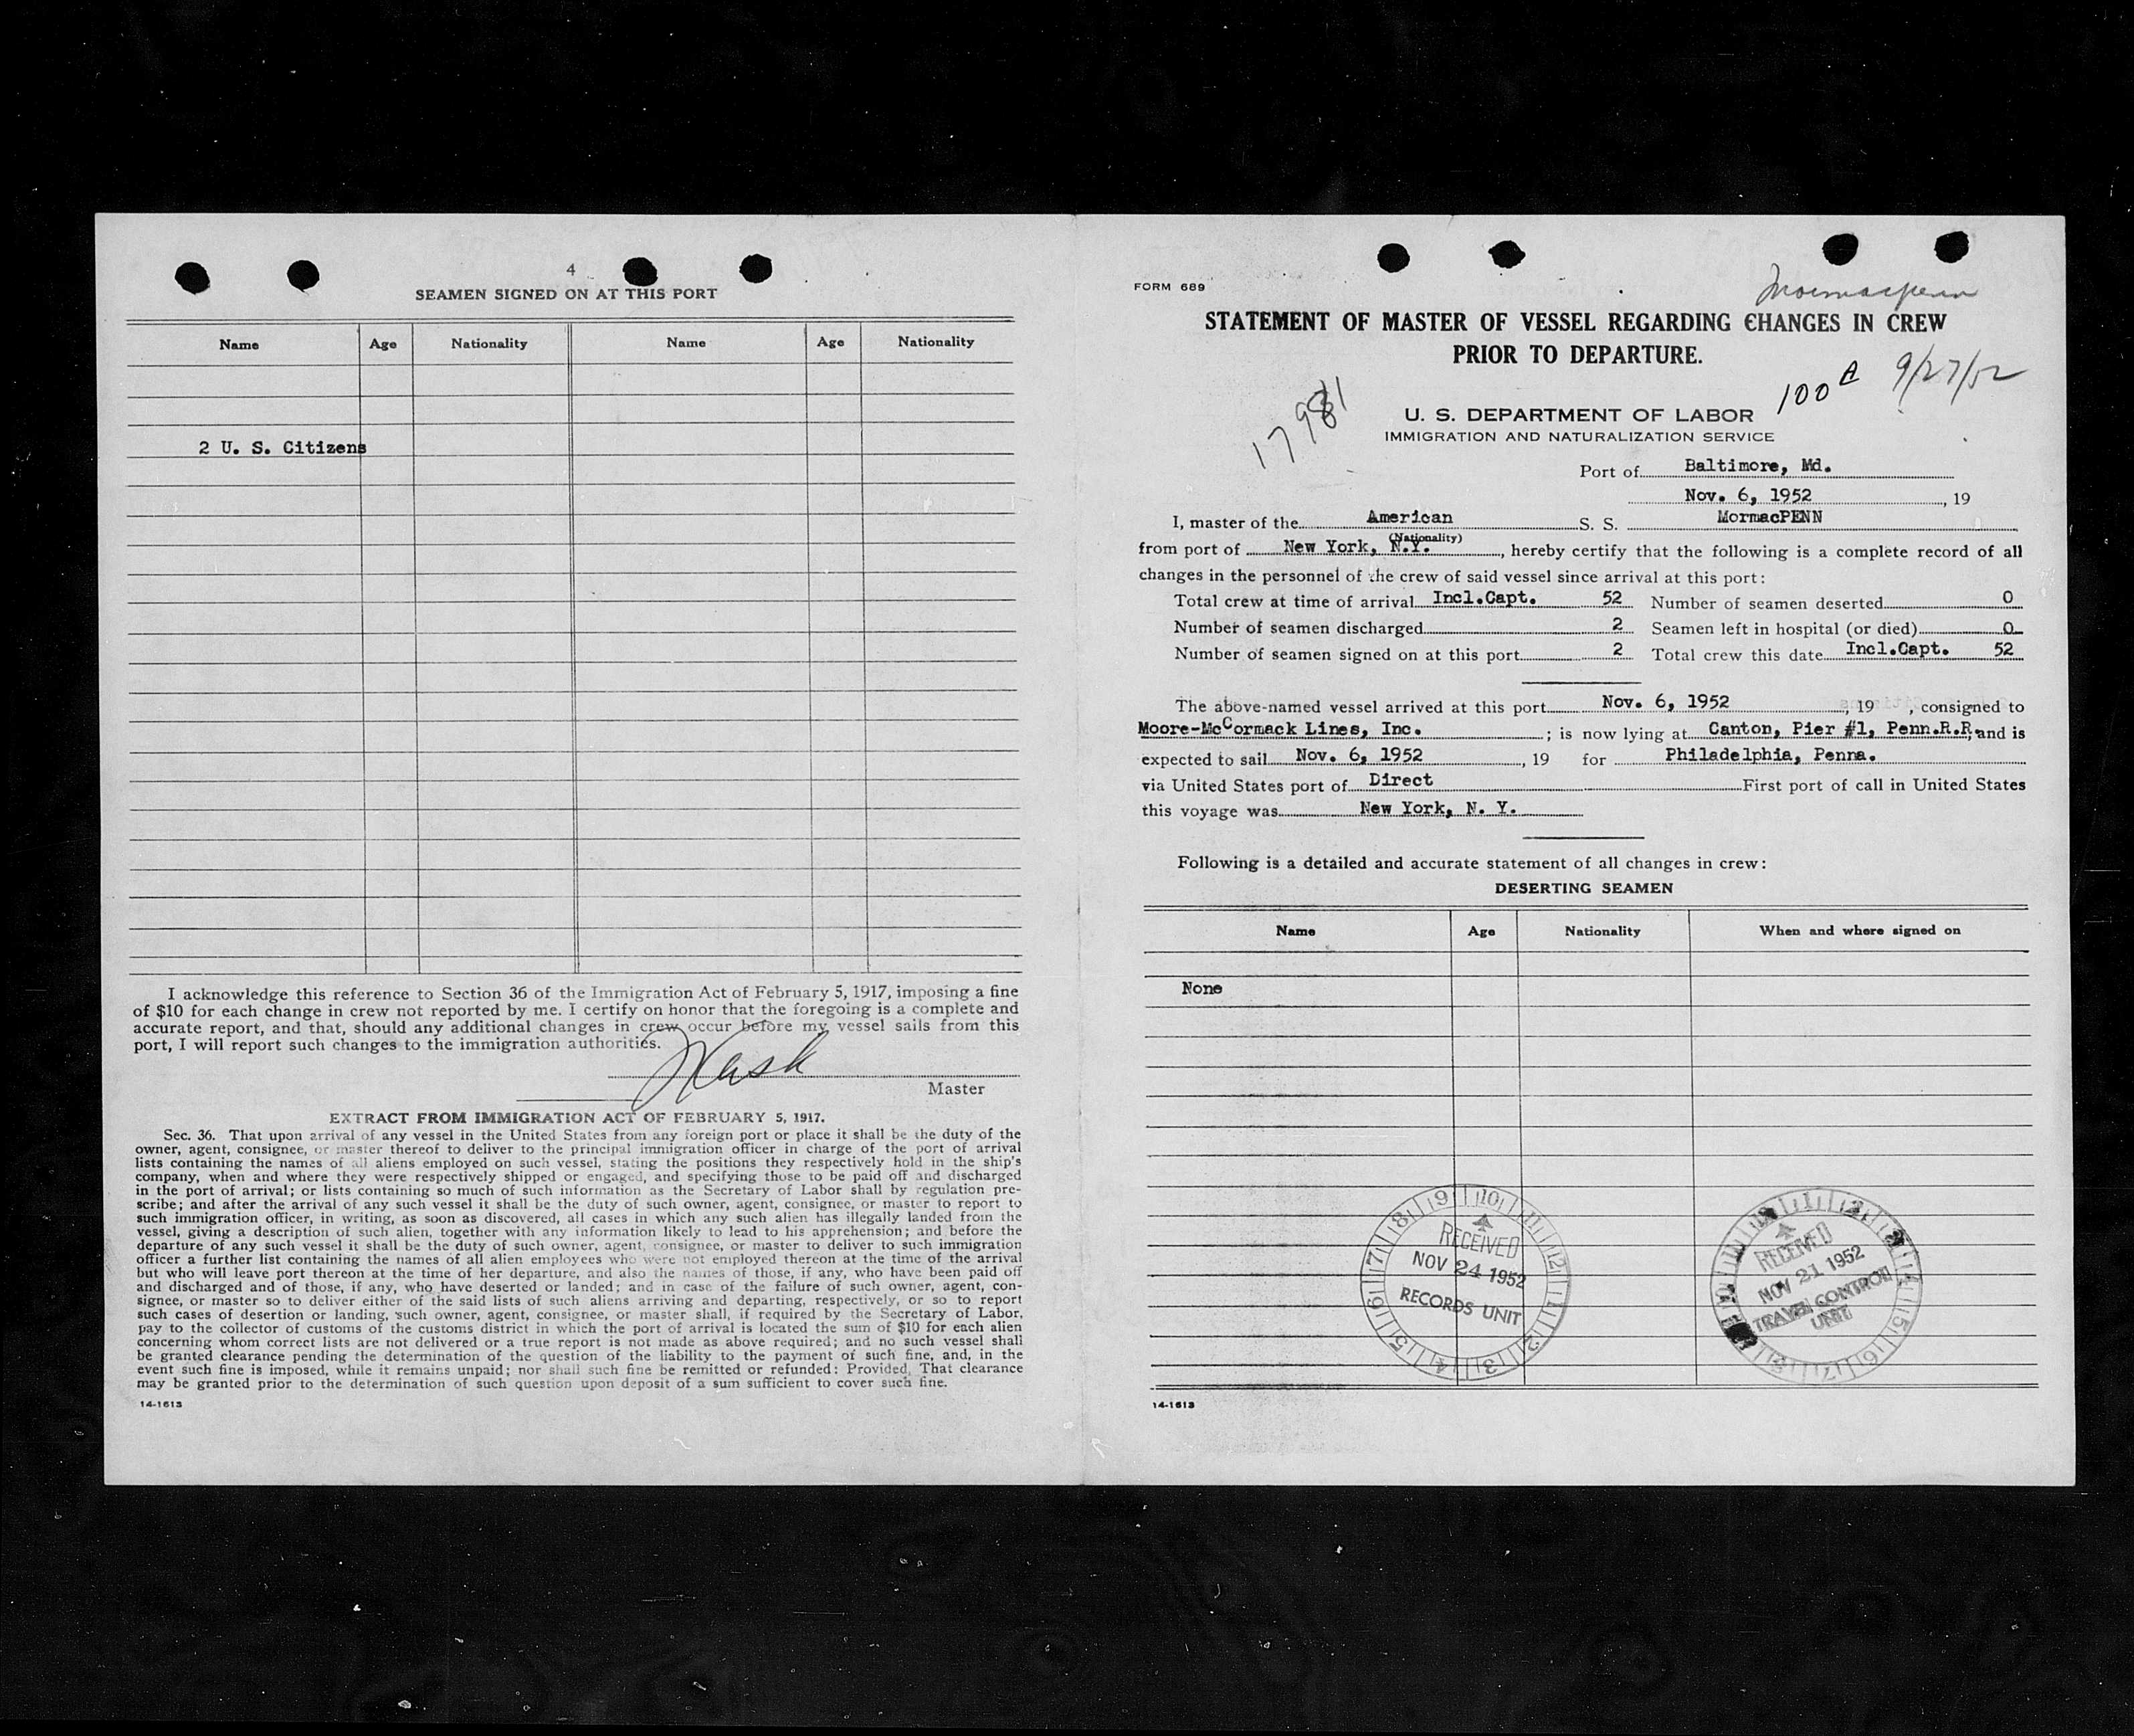 4
SEAMEN SIGNED ON AT THIS PORT
Name Age Nationality Name Age Nationality
2 U. S. Citizens
I acknowledge this reference to Section 36 of the Immigration Act of February 5, 1917, imposing a fine
of $10 for each change in crew not reported by me. I certify on honor that the foregoing is a complete and
accurate report, and that, should any additional changes in crew occur before my vessel sails from this
port, I will report such changes to the immigration authorities.
Master
EXTRACT FROM IMMIGRATION ACT OF FEBRUARY 5, 1917.
Sec. 36. That upon arrival of any vessel in the United States from any foreign port or place it shall be the duty of the
owner, agent, consignee, or master thereof to deliver to the principal immigration officer in charge of the port of arrival
lists containing the names of all aliens employed on such vessel, stating the positions they respectively hold in the ship's
company, when and where they were respectively shipped or engaged, and specifying those to be paid off and discharged
in the port of arrival; or lists containing so much of such information as the Secretary of Labor shall by regulation pre-
scribe; and after the arrival of any such vessel it shall be the duty of such owner, agent, consignee, or master to report to
such immigration officer, in writing, as soon as discovered, all cases in which any such alien has illegally landed from the
vessel, giving a description of such alien, together with any information likely to lead to his apprehension; and before the
departure of any such vessel it shall be the duty of such owner, agent, consignee, or master to deliver to such immigration
officer a further list containing the names of all alien employees who were not employed thereon at the time of the arrival
but who will leave port thereon at the time of her departure, and also the names of those, if any, who have been paid off
and discharged and of those, if any, who have deserted or landed; and in case of the failure of such owner, agent, con-
signee, or master so to deliver either of the said lists of such aliens arriving and departing, respectively, or so to report
such cases of desertion or landing, such owner, agent, consignee, or master shall, if required by the Secretary of Labor,
pay to the collector of customs of the customs district in which the port of arrival is located the sum of $10 for each alien
concerning whom correct lists are not delivered or a true report is not made as above required; and no such vessel shall
be granted clearance pending the determination of the question of the liability to the payment of such fine, and, in the
event such fine is imposed, while it remains unpaid; nor shall such fine be remitted or refunded: Provided, That clearance
may be granted prior to the determination of such question upon deposit of a sum sufficient to cover such fine.
14-1613
FORM 689
Mormacpenn
STATEMENT OF MASTER OF VESSEL REGARDING CHANGES IN CREW
PRIOR TO DEPARTURE.
100 A 9/27/52
17981
U. S. DEPARTMENT OF LABOR
IMMIGRATION AND NATURALIZATION SERVICE
Port of Baltimore, Md.
Nov. 6, 1952, 19
I, master of the American S. S. MormacPENN
(Nationality)
from port of New York, N.Y., hereby certify that the following is a complete record of all
changes in the personnel of the crew of said vessel since arrival at this port:
Total crew at time of arrival Incl.Capt. 52 Number of seamen deserted 0
Number of seamen discharged 2 Seamen left in hospital (or died) 0
Number of seamen signed on at this port 2 Total crew this date Incl.Capt. 52
The above-named vessel arrived at this port Nov. 6, 1952, 19 , consigned to
Moore-McCormack Lines, Inc. ; is now lying at Canton, Pier #1, Penn.R.R, and is
expected to sail Nov. 6, 1952, 19 for Philadelphia, Penna.
via United States port of Direct First port of call in United States
this voyage was New York, N. Y.
Following is a detailed and accurate statement of all changes in crew:
DESERTING SEAMEN
Name Age Nationality When and where signed on
None
9 10 11 12 1 2 3 4 5 6 7 8
RECEIVED
NOV 24 1952
RECORDS UNIT
RECEIVED
NOV 21 1952
TRAVEL CONTROL
UNIT
14-1613